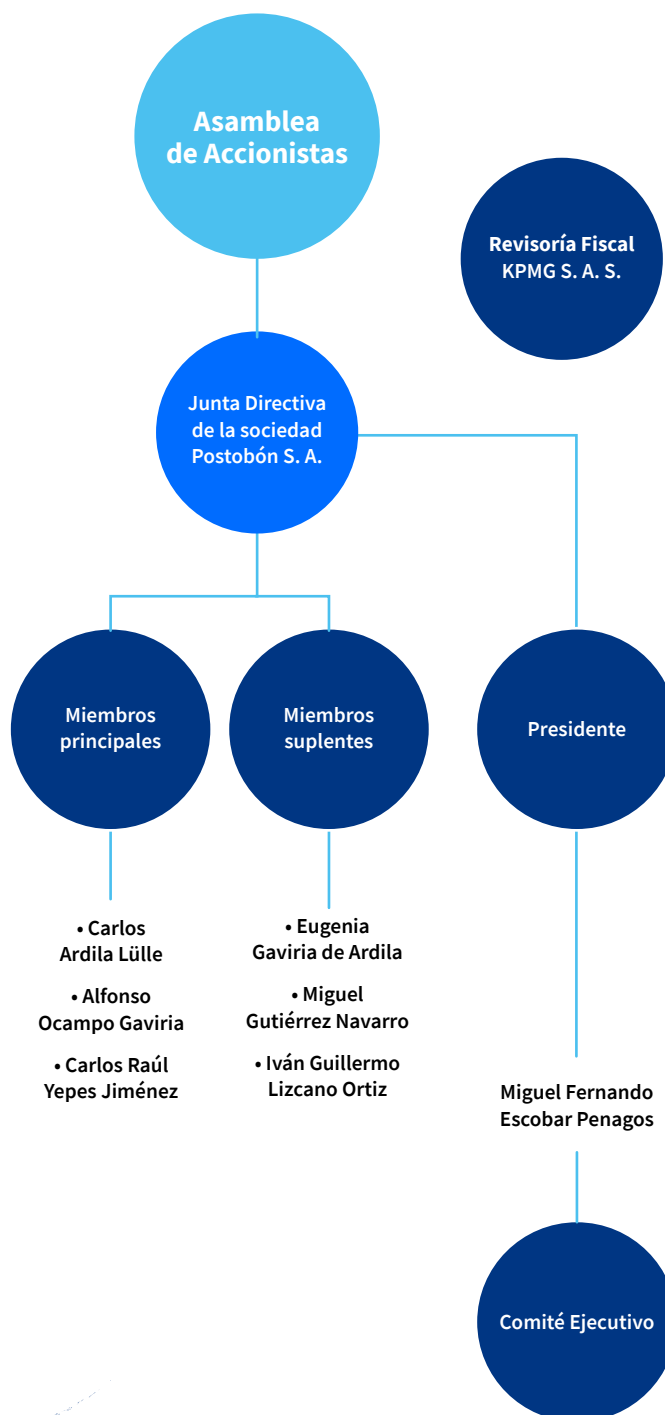 Asamblea
de Accionistas
Revisoría Fiscal
KPMG S. A. S.
Junta Directiva
de la sociedad
Postobón S. A.
Miembros
principales
Miembros
suplentes
Presidente
• Carlos
Ardila Lülle
• Alfonso
Ocampo Gaviria
• Carlos Raúl
Yepes Jiménez
• Eugenia
Gaviria de Ardila
• Miguel
Gutiérrez Navarro
• Iván Guillermo
Lizcano Ortiz
Miguel Fernando
Escobar Penagos
Comité Ejecutivo